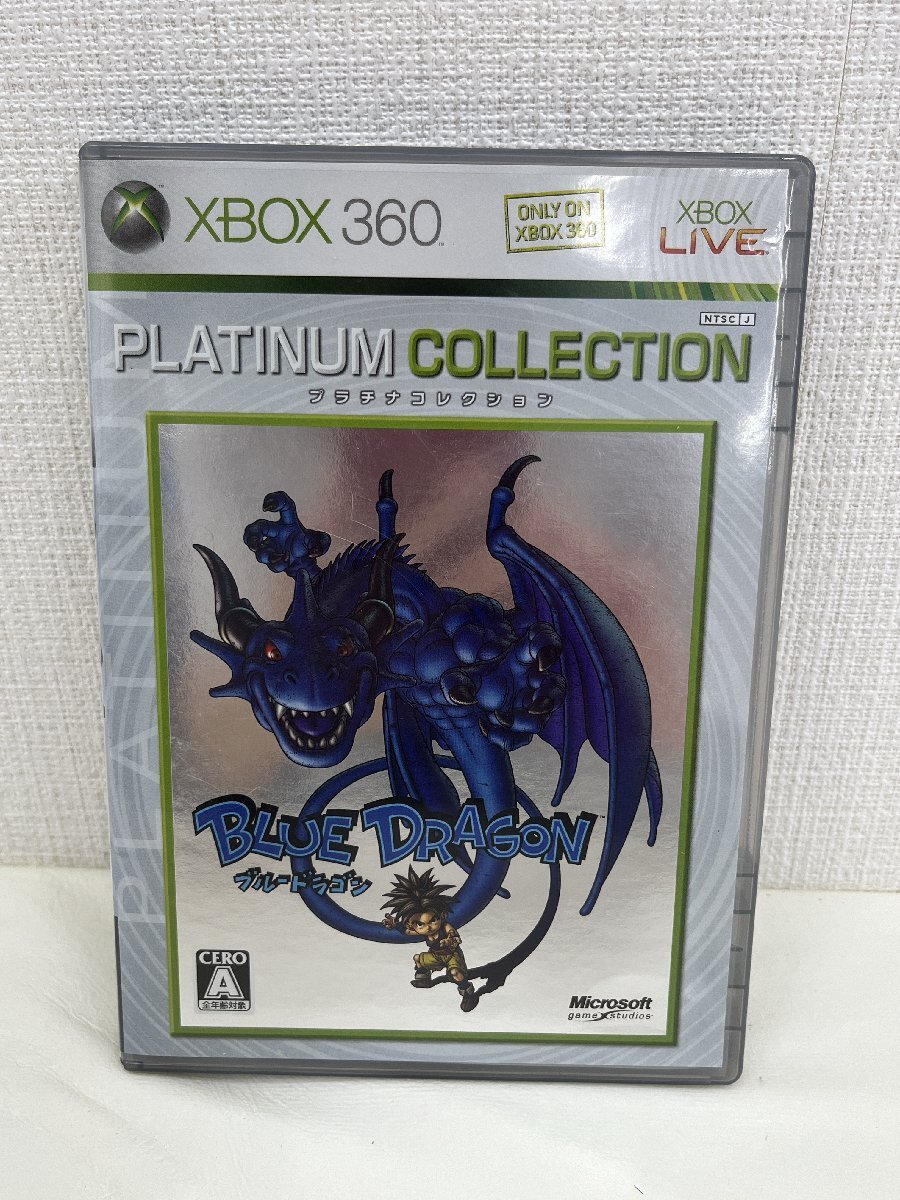 XBOX 360
ONLY ON
XBOX 360
XBOX
LIVE
NTSC J
PLATINUM COLLECTION
プラチナコレクション
PLATINUM
BLUE DRAGON
ブルードラゴン
CERO
A
全年齢対象
Microsoft
game studios